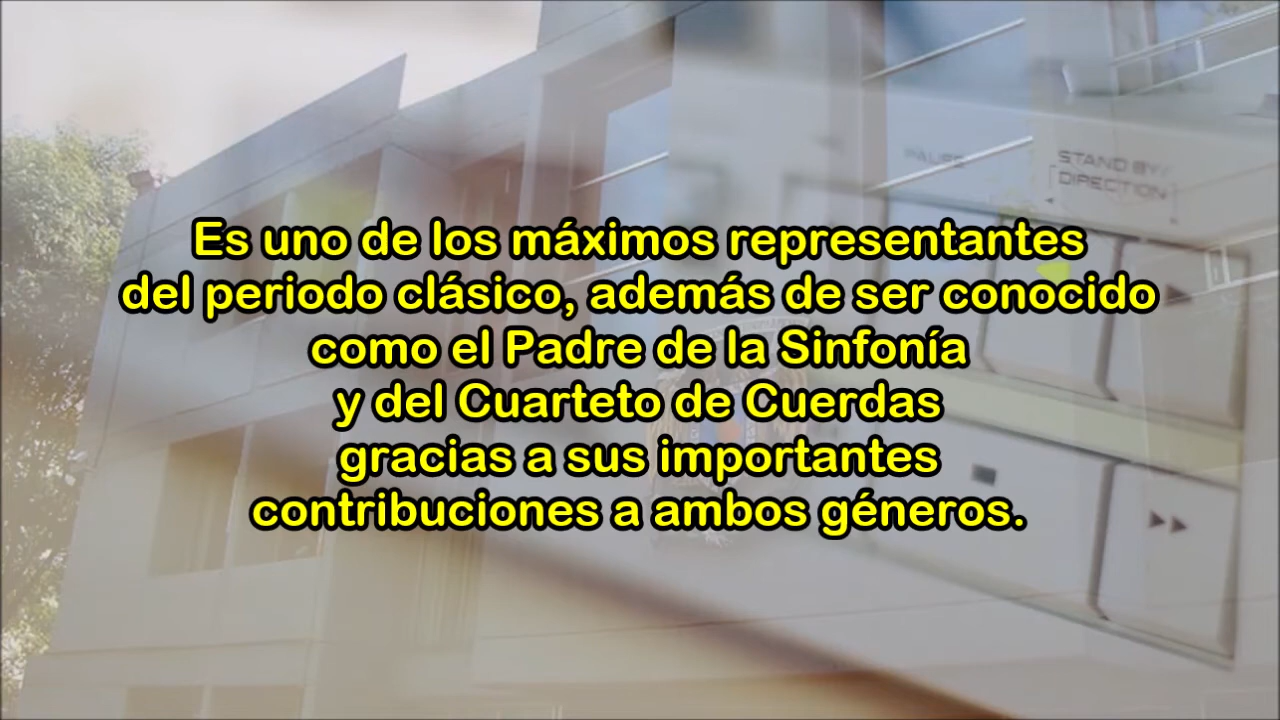 PAUSE
STAND BY/
DIRECTION
Es uno de los máximos representantes
del periodo clásico, además de ser conocido
como el Padre de la Sinfonía
y del Cuarteto de Cuerdas
gracias a sus importantes
contribuciones a ambos géneros.